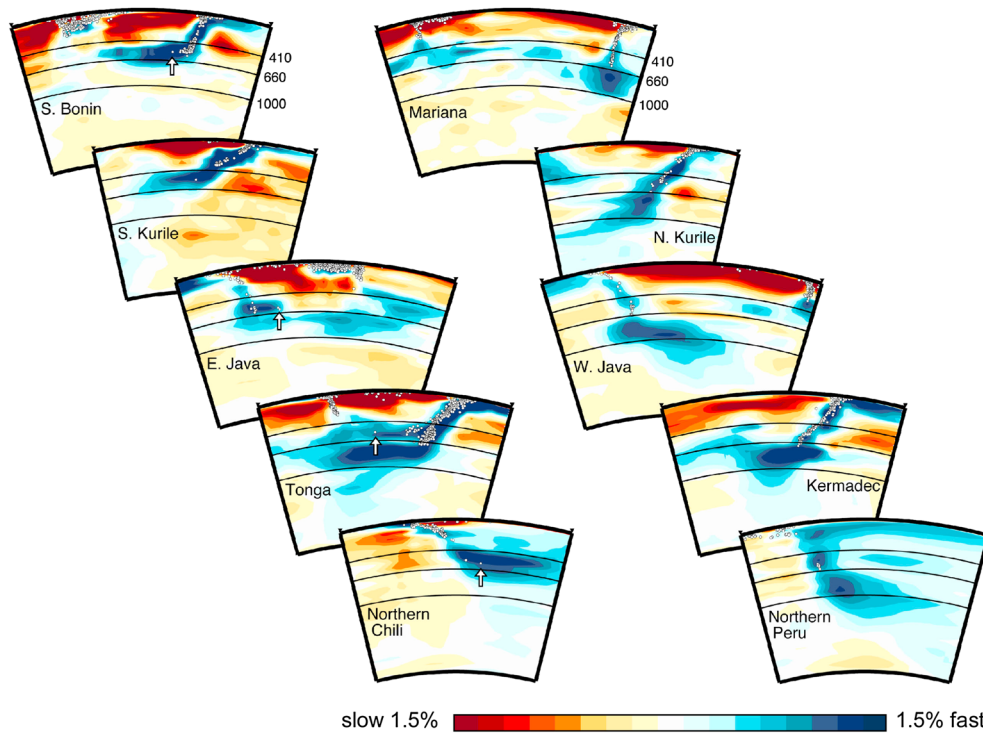 410
660
1000
S. Bonin
410
660
1000
Mariana
S. Kurile
N. Kurile
E. Java
W. Java
Tonga
Kermadec
Northern
Chili
Northern
Peru
slow 1.5%
1.5% fast